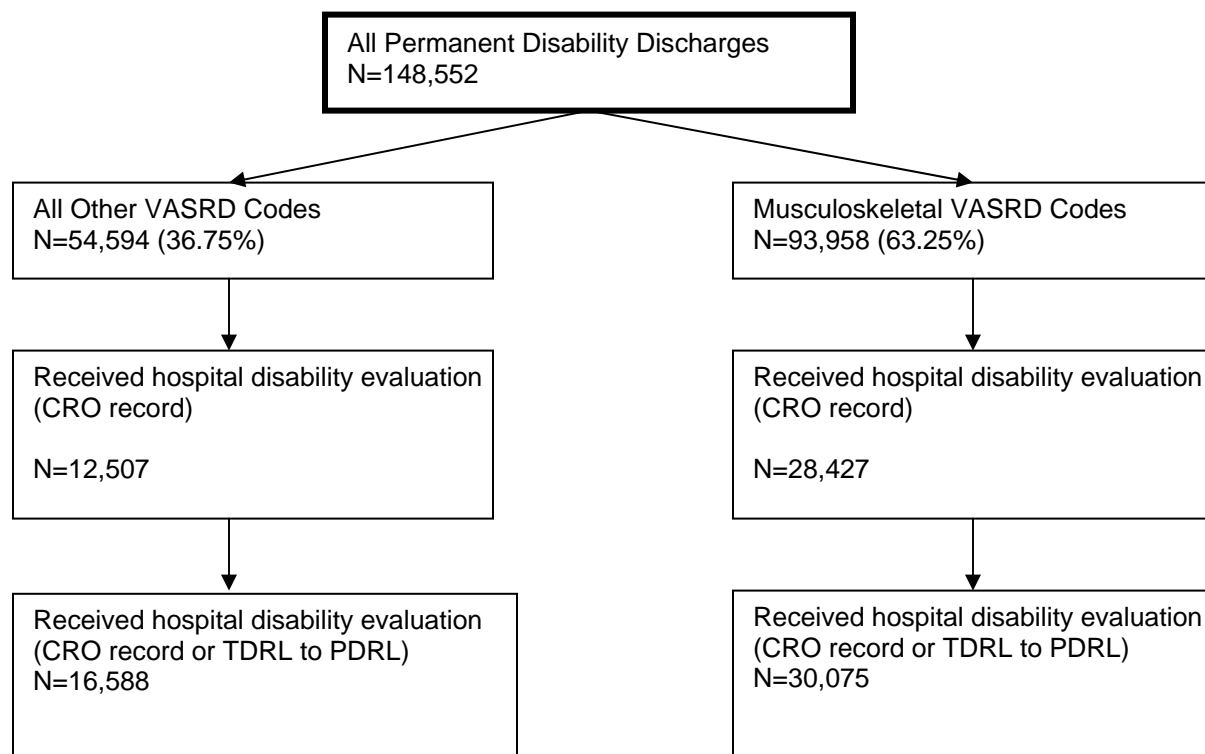 All Permanent Disability Discharges
N=148,552
All Other VASRD Codes
N=54,594 (36.75%)
Musculoskeletal VASRD Codes
N=93,958 (63.25%)
Received hospital disability evaluation
(CRO record)
N=12,507
Received hospital disability evaluation
(CRO record)
N=28,427
Received hospital disability evaluation
(CRO record or TDRL to PDRL)
N=16,588
Received hospital disability evaluation
(CRO record or TDRL to PDRL)
N=30,075